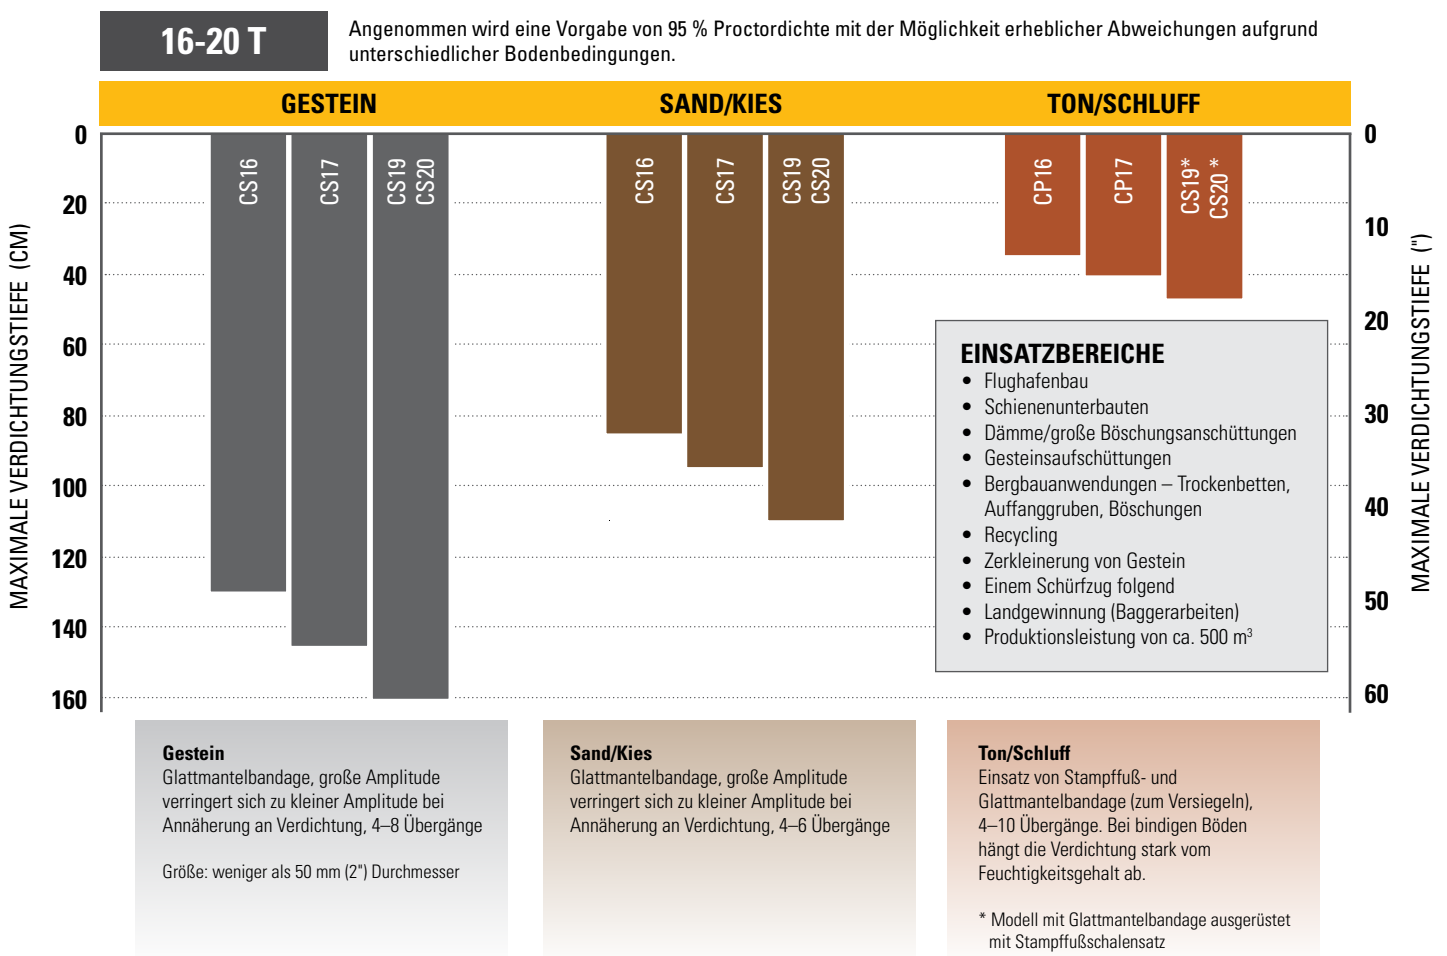 16-20 T
Angenommen wird eine Vorgabe von 95 % Proctordichte mit der Möglichkeit erheblicher Abweichungen aufgrund
unterschiedlicher Bodenbedingungen.
GESTEIN
SAND/KIES
TON/SCHLUFF
MAXIMALE VERDICHTUNGSTIEFE (CM)
0
20
40
60
80
100
120
140
160
CS16
CS17
CS19
CS20
CS16
CS17
CS19
CS20
CP16
CP17
CS19*
CS20 *
0
10
20
30
40
50
60
MAXIMALE VERDICHTUNGSTIEFE (")
EINSATZBEREICHE
• Flughafenbau
• Schienenunterbauten
• Dämme/große Böschungsanschüttungen
• Gesteinsaufschüttungen
• Bergbauanwendungen – Trockenbetten,
Auffanggruben, Böschungen
• Recycling
• Zerkleinerung von Gestein
• Einem Schürfzug folgend
• Landgewinnung (Baggerarbeiten)
• Produktionsleistung von ca. 500 m³
Gestein
Glattmantelbandage, große Amplitude
verringert sich zu kleiner Amplitude bei
Annäherung an Verdichtung, 4–8 Übergänge
Größe: weniger als 50 mm (2") Durchmesser
Sand/Kies
Glattmantelbandage, große Amplitude
verringert sich zu kleiner Amplitude bei
Annäherung an Verdichtung, 4–6 Übergänge
Ton/Schluff
Einsatz von Stampffuß- und
Glattmantelbandage (zum Versiegeln),
4–10 Übergänge. Bei bindigen Böden
hängt die Verdichtung stark vom
Feuchtigkeitsgehalt ab.
* Modell mit Glattmantelbandage ausgerüstet
mit Stampffußschalensatz